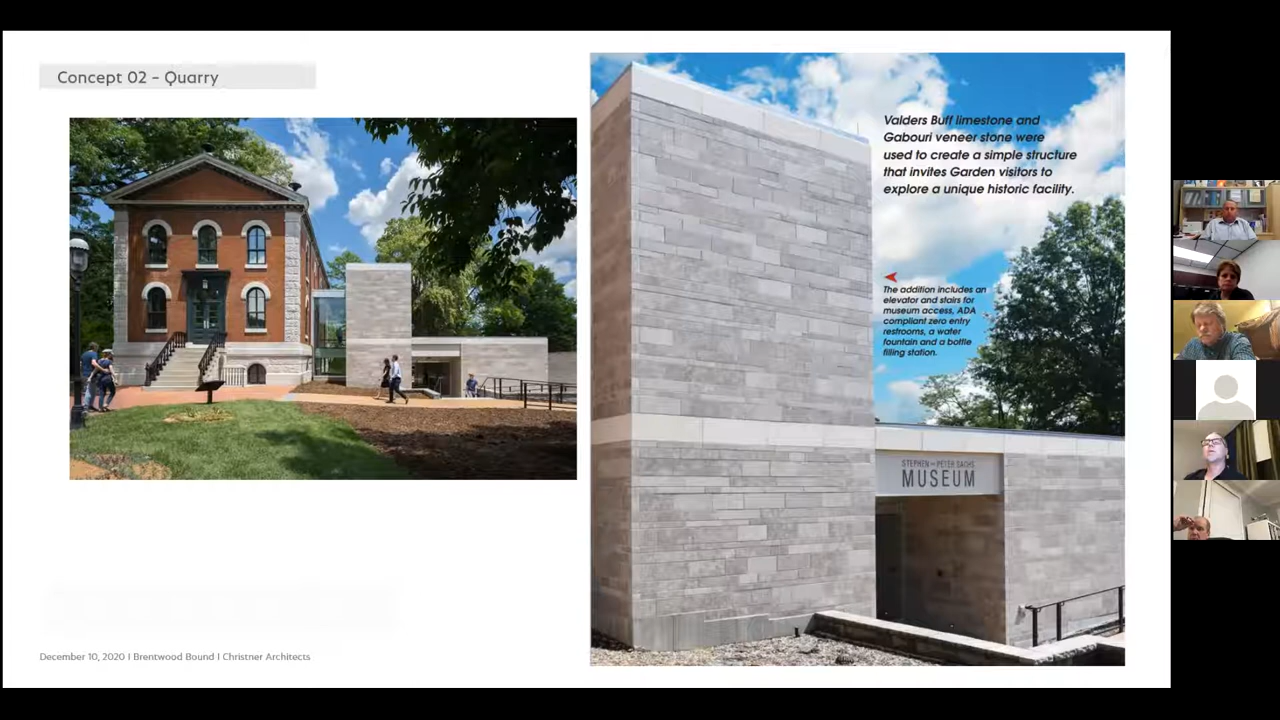 Concept 02 - Quarry
Valders Buff limestone and
Gabouri veneer stone were
used to create a simple structure
that invites Garden visitors to
explore a unique historic facility.
The addition includes an
elevator and stairs for
museum access, ADA
compliant zero entry
restrooms, a water
fountain and a bottle
filling station.
STEPHEN AND PETER SACHS
MUSEUM
December 10, 2020 I Brentwood Bound I Christner Architects